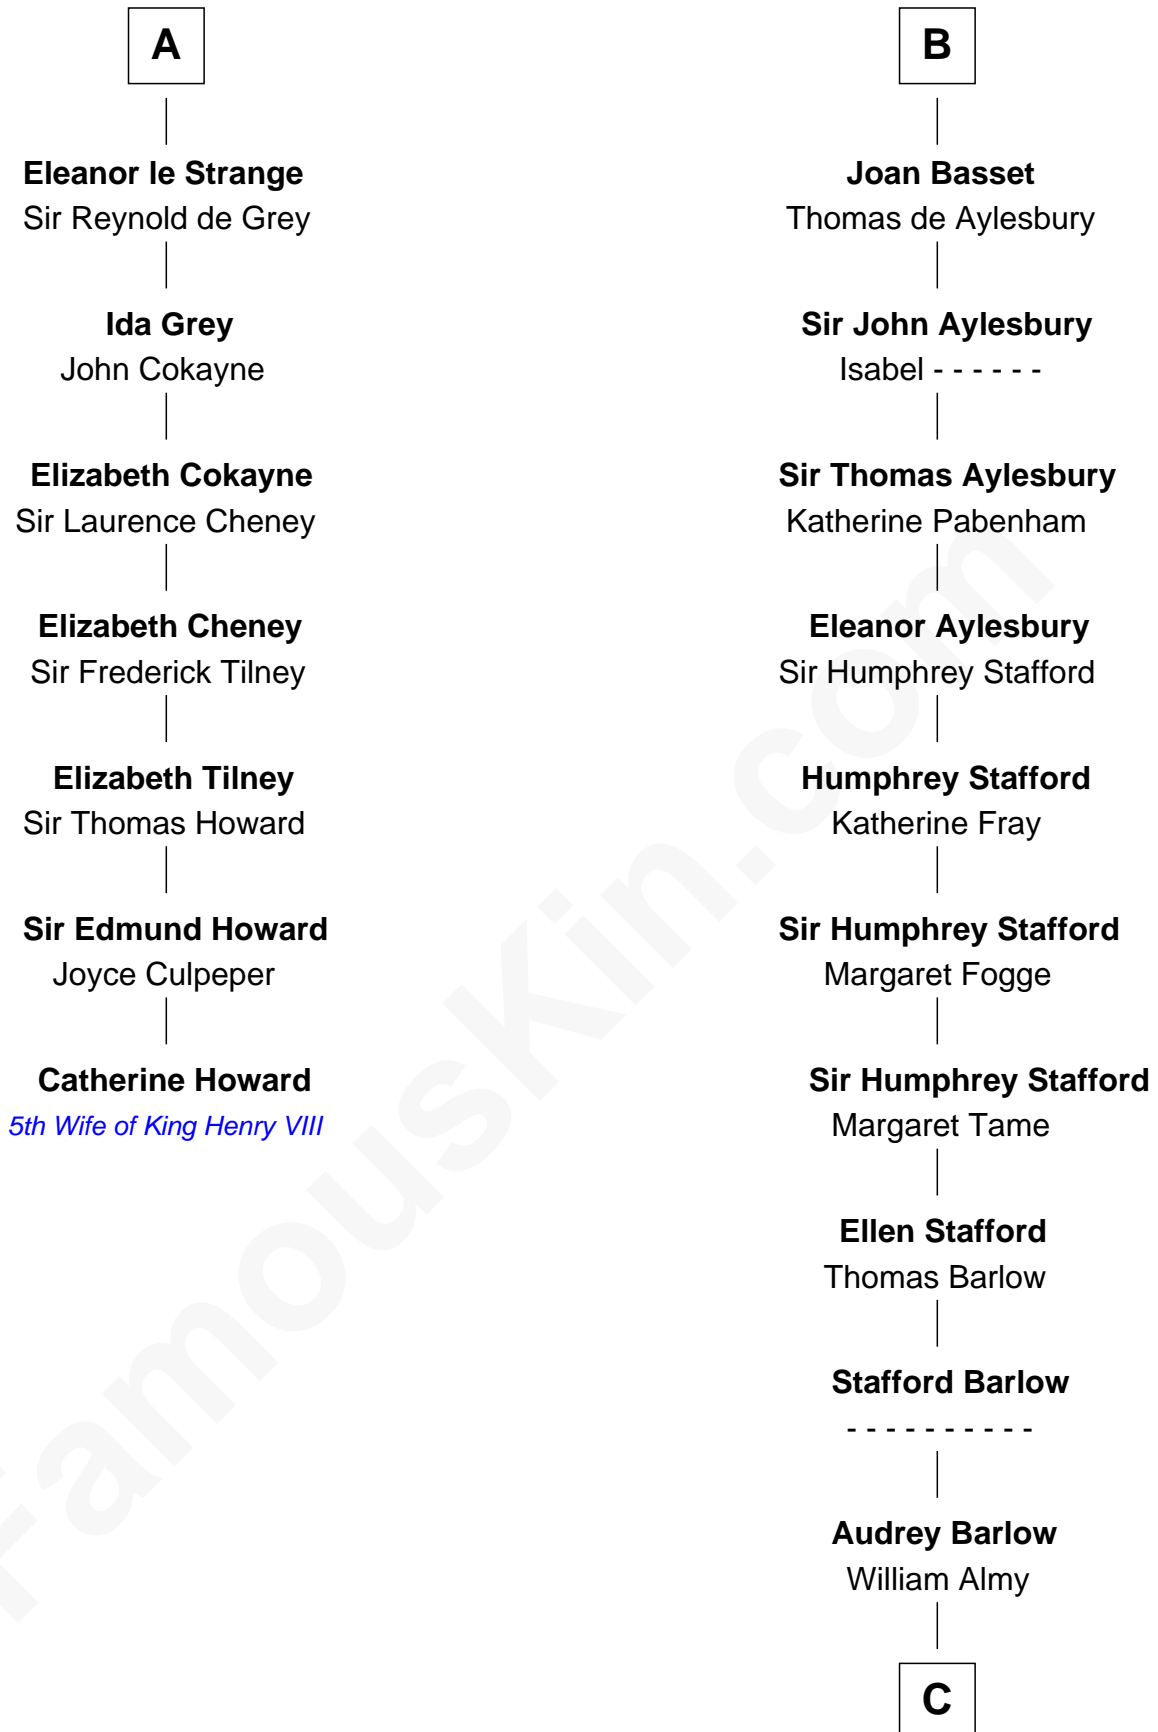 A
Eleanor le Strange
Sir Reynold de Grey
Ida Grey
John Cokayne
Elizabeth Cokayne
Sir Laurence Cheney
Elizabeth Cheney
Sir Frederick Tilney
Elizabeth Tilney
Sir Thomas Howard
Sir Edmund Howard
Joyce Culpeper
Catherine Howard
5th Wife of King Henry VIII
B
Joan Basset
Thomas de Aylesbury
Sir John Aylesbury
Isabel - - - - - -
Sir Thomas Aylesbury
Katherine Pabenham
Eleanor Aylesbury
Sir Humphrey Stafford
Humphrey Stafford
Katherine Fray
Sir Humphrey Stafford
Margaret Fogge
Sir Humphrey Stafford
Margaret Tame
Ellen Stafford
Thomas Barlow
Stafford Barlow
- - - - - - - - - -
Audrey Barlow
William Almy
C
FamousKin.com